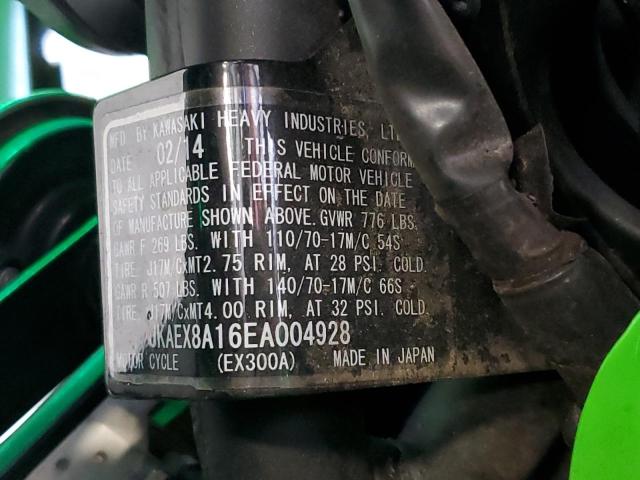 MFD BY KAWASAKI HEAVY INDUSTRIES, LT
DATE 02/14 THIS VEHICLE CONFORM
TO ALL APPLICABLE FEDERAL MOTOR VEHICLE
SAFETY STANDARDS IN EFFECT ON THE DATE
OF MANUFACTURE SHOWN ABOVE. GVWR 776 LBS.
GAWR F 269 LBS. WITH 110/70-17M/C 54S
TIRE, J17M/CxMT2.75 RIM, AT 28 PSI. COLD.
GAWR R 507 LBS. WITH 140/70-17M/C 66S
TIRE, J17M/CxMT4.00 RIM, AT 32 PSI. COLD.
JKAEX8A16EA004928
MOTOR CYCLE (EX300A) MADE IN JAPAN